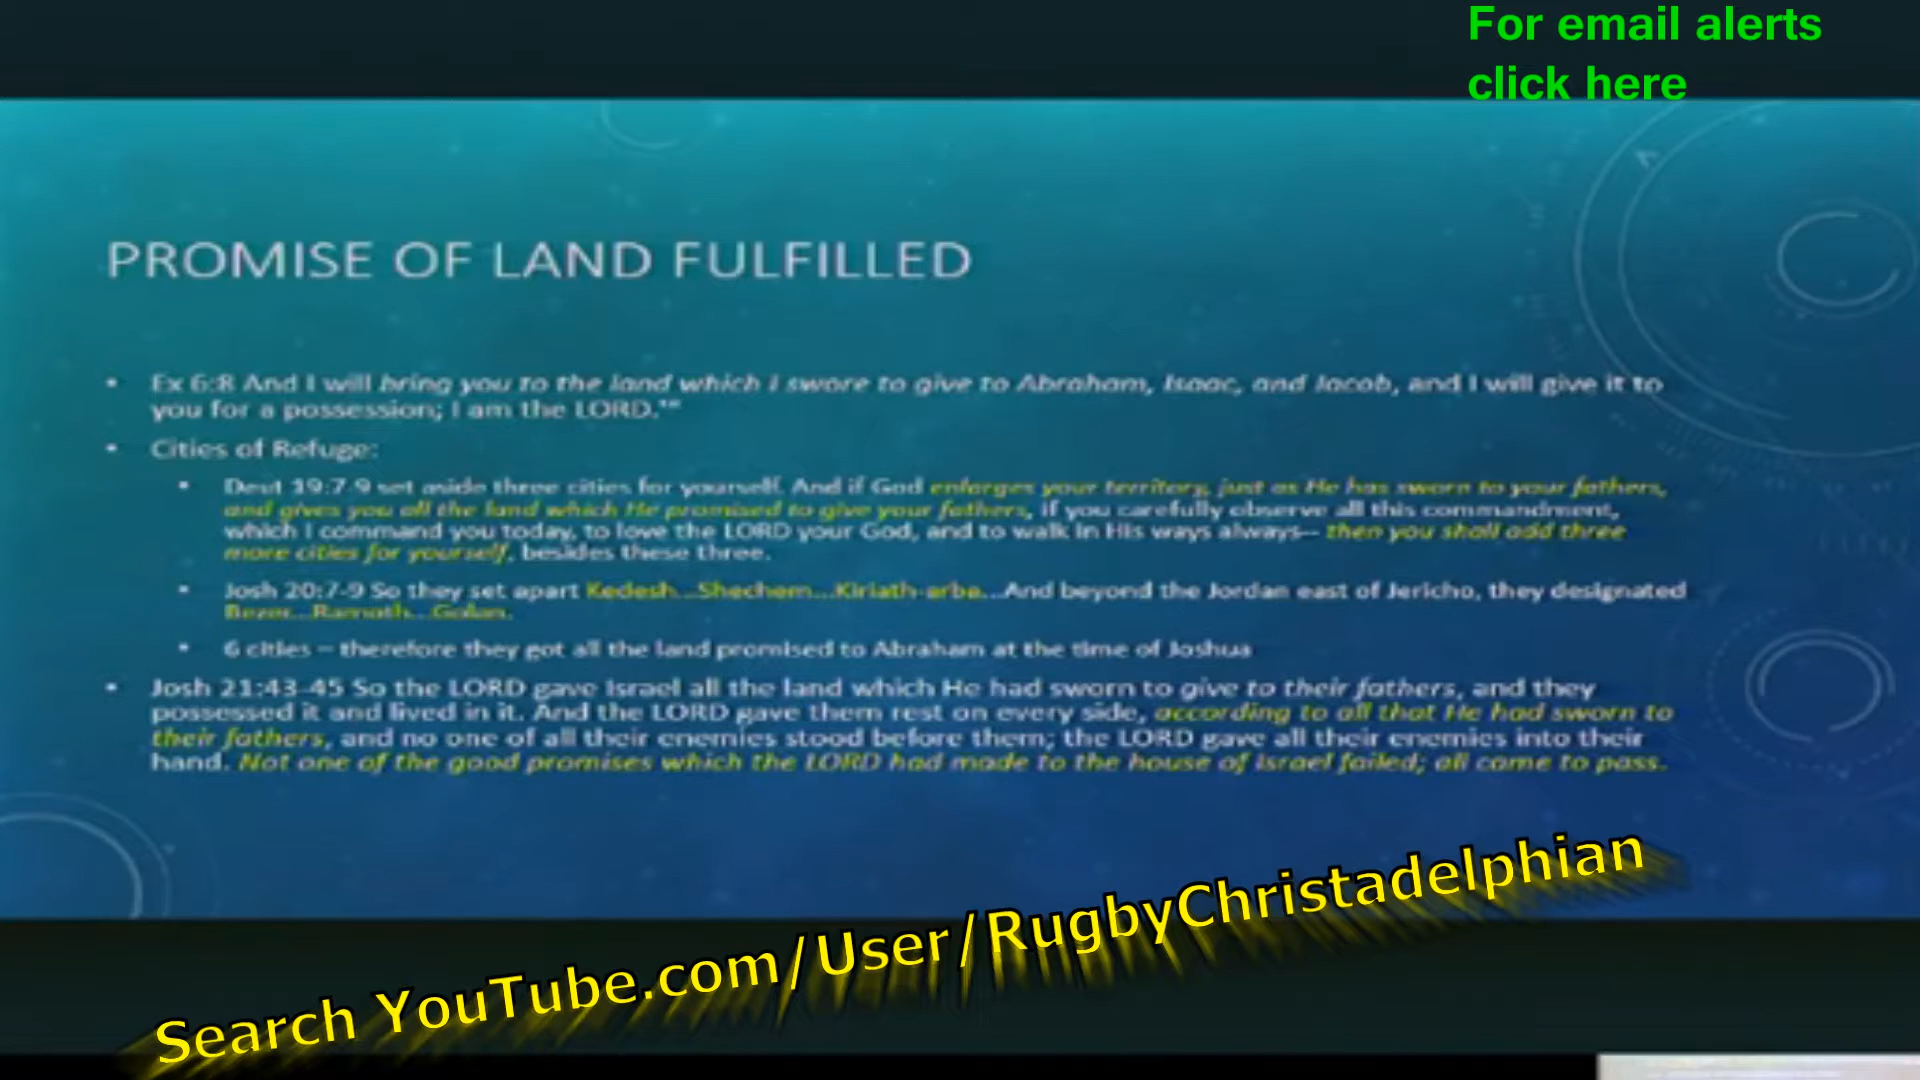 For email alerts
click here
PROMISE OF LAND FULFILLED
• Ex 6:8 And I will bring you to the land which I swore to give to Abraham, Isaac, and Jacob, and I will give it to
you for a possession; I am the LORD.'"
• Cities of Refuge:
• Deut 19:7-9 set aside three cities for yourself. And if God enlarges your territory, just as He has sworn to your fathers,
and gives you all the land which He promised to give your fathers, if you carefully observe all this commandment,
which I command you today, to love the LORD your God, and to walk in His ways always-- then you shall add three
more cities for yourself, besides these three.
• Josh 20:7-9 So they set apart Kedesh...Shechem...Kiriath-arba...And beyond the Jordan east of Jericho, they designated
Bezer...Ramoth...Golan.
• 6 cities – therefore they got all the land promised to Abraham at the time of Joshua
• Josh 21:43-45 So the LORD gave Israel all the land which He had sworn to give to their fathers, and they
possessed it and lived in it. And the LORD gave them rest on every side, according to all that He had sworn to
their fathers, and no one of all their enemies stood before them; the LORD gave all their enemies into their
hand. Not one of the good promises which the LORD had made to the house of Israel failed; all came to pass.
Search YouTube.com/User/RugbyChristadelphian